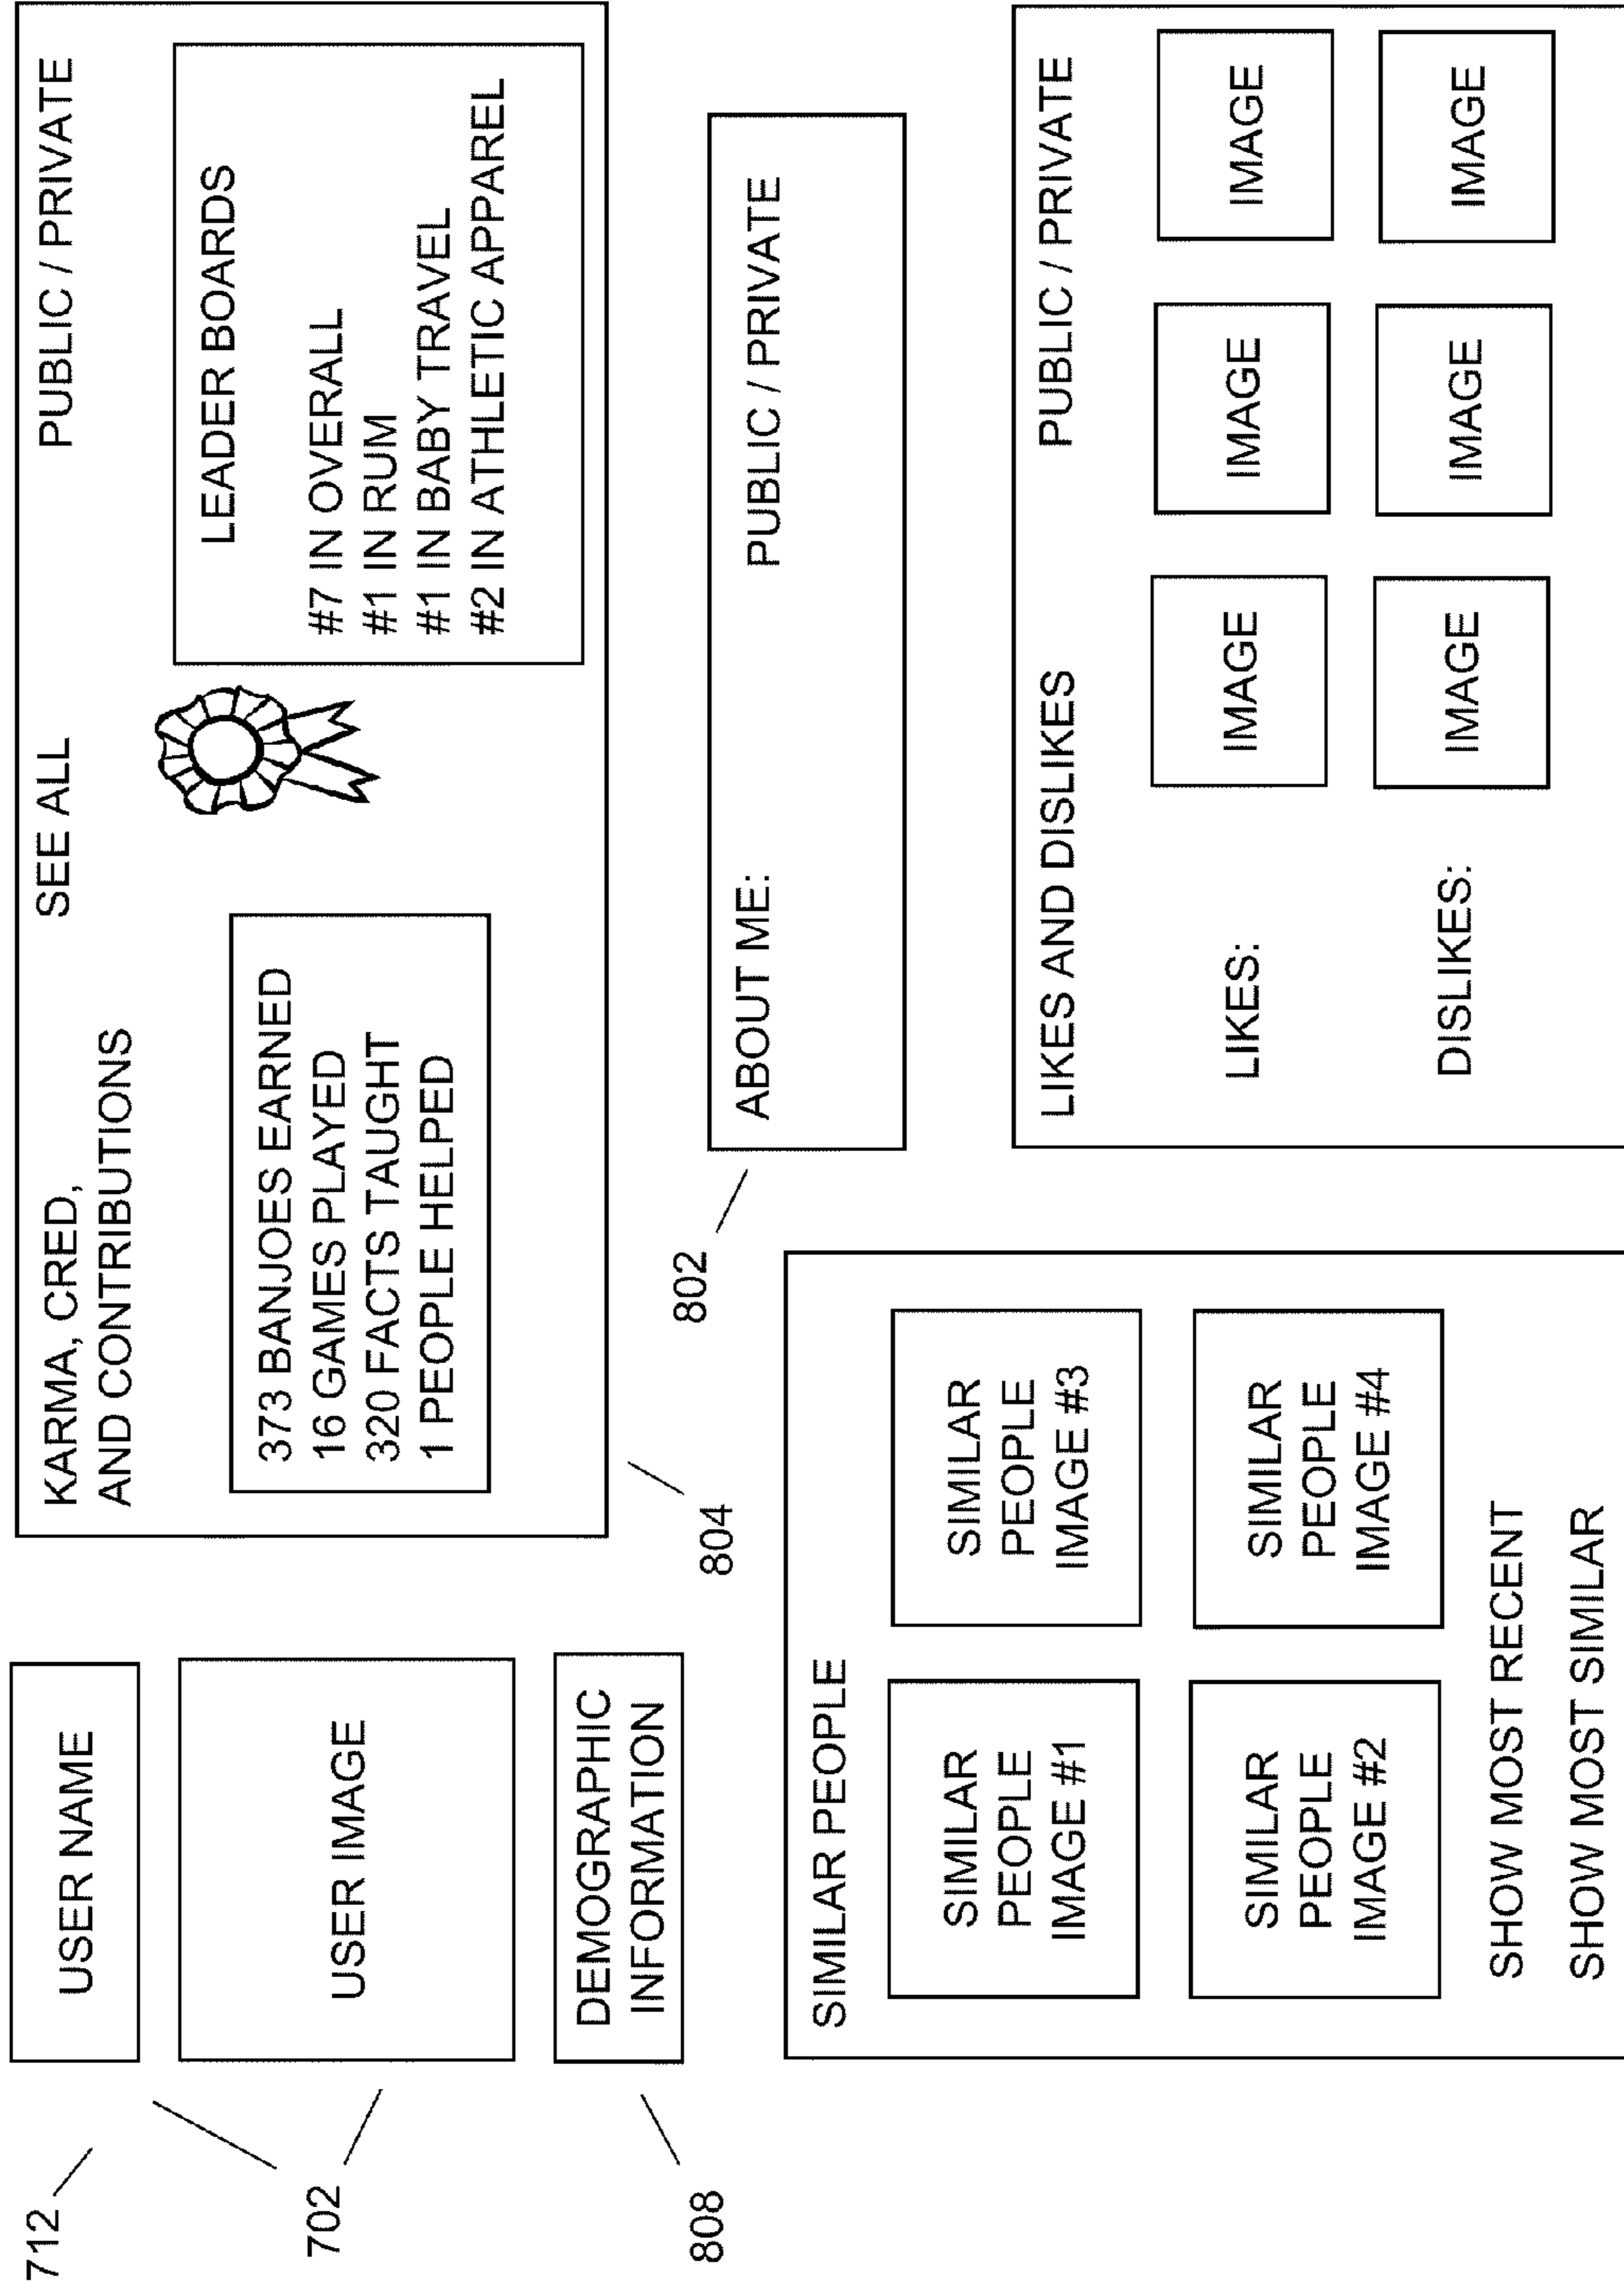 712
USER NAME
702
USER IMAGE
808
DEMOGRAPHIC
INFORMATION
KARMA, CRED,
AND CONTRIBUTIONS
SEE ALL
PUBLIC / PRIVATE
373 BANJOES EARNED
16 GAMES PLAYED
320 FACTS TAUGHT
1 PEOPLE HELPED
LEADER BOARDS
#7 IN OVERALL
#1 IN RUM
#1 IN BABY TRAVEL
#2 IN ATHLETIC APPAREL
804
802
ABOUT ME:
PUBLIC / PRIVATE
SIMILAR PEOPLE
SIMILAR
PEOPLE
IMAGE #1
SIMILAR
PEOPLE
IMAGE #3
SIMILAR
PEOPLE
IMAGE #2
SIMILAR
PEOPLE
IMAGE #4
SHOW MOST RECENT
SHOW MOST SIMILAR
LIKES AND DISLIKES
PUBLIC / PRIVATE
LIKES:
IMAGE
IMAGE
IMAGE
DISLIKES:
IMAGE
IMAGE
IMAGE